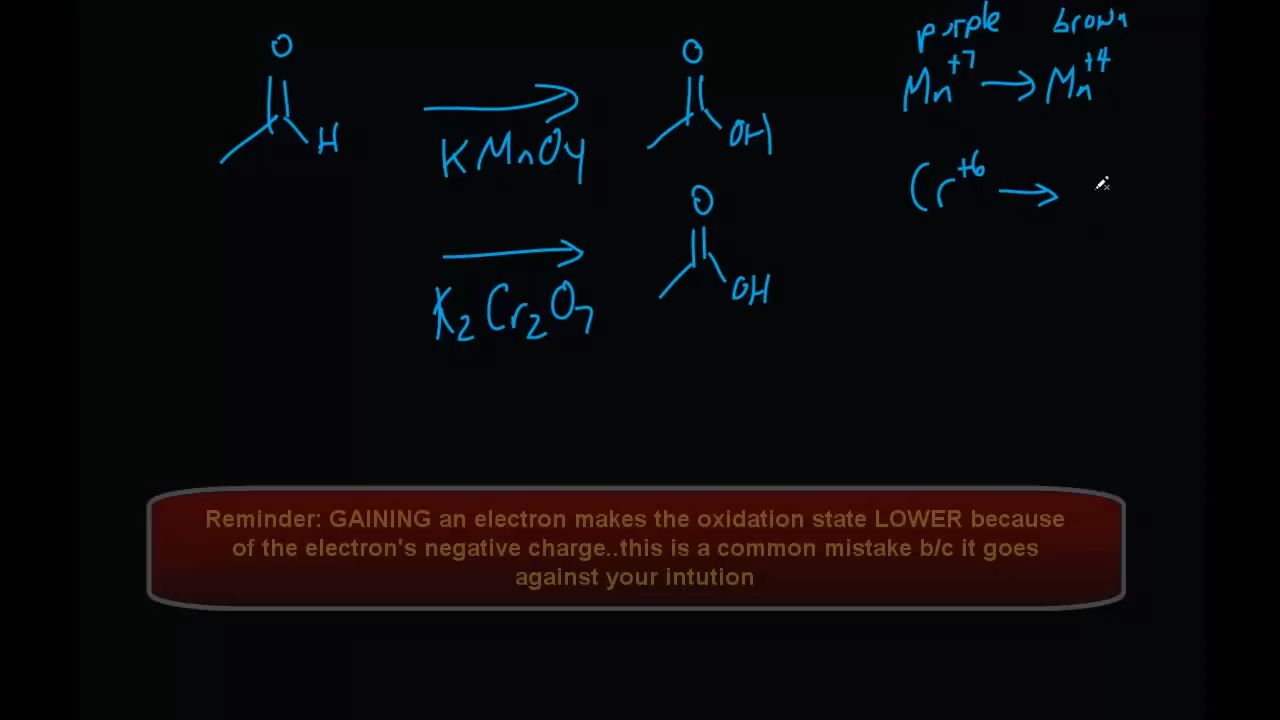 purple brown
Mn+7 → Mn+4
Cr+6 →
O
H
KMnO4
O
OH
K2Cr2O7
O
OH
Reminder: GAINING an electron makes the oxidation state LOWER because
of the electron's negative charge..this is a common mistake b/c it goes
against your intution